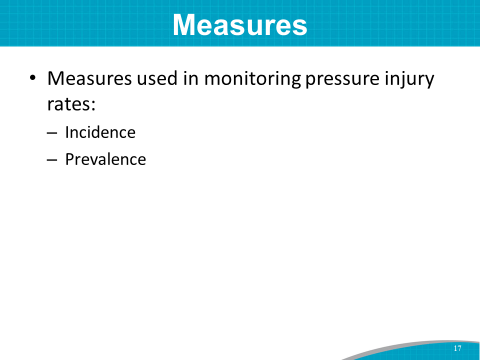 Measures
• Measures used in monitoring pressure injury
rates:
– Incidence
– Prevalence
17